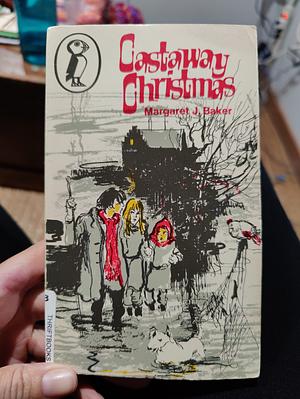 Castaway
Christmas
Margaret J. Baker
THRIFTBOOKS